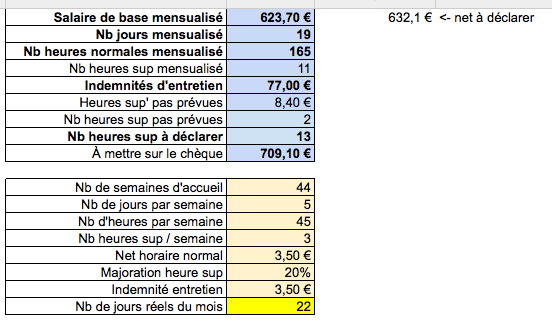 Salaire de base mensualisé 623,70 € 632,1 € <- net à déclarer
Nb jours mensualisé 19
Nb heures normales mensualisé 165
Nb heures sup mensualisé 11
Indemnités d'entretien 77,00 €
Heures sup' pas prévues 8,40 €
Nb heures sup pas prévues 2
Nb heures sup à déclarer 13
À mettre sur le chèque 709,10 €
Nb de semaines d'accueil 44
Nb de jours par semaine 5
Nb d'heures par semaine 45
Nb heures sup / semaine 3
Net horaire normal 3,50 €
Majoration heure sup 20%
Indemnité entretien 3,50 €
Nb de jours réels du mois 22